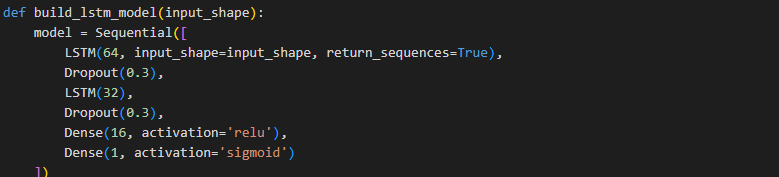 def build_lstm_model(input_shape):
    model = Sequential([
        LSTM(64, input_shape=input_shape, return_sequences=True),
        Dropout(0.3),
        LSTM(32),
        Dropout(0.3),
        Dense(16, activation='relu'),
        Dense(1, activation='sigmoid')
    ])